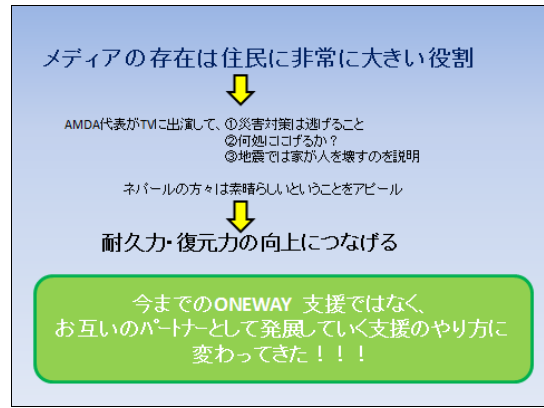 メディアの存在は住民に非常に大きい役割
AMDA代表がTVに出演して、①災害対策は逃げること
②何処ににげるか?
③地震では家が人を壊すのを説明
ネパールの方々は素晴らしいということをアピール
耐久力・復元力の向上につなげる
今までのONEWAY 支援ではなく、
お互いのパートナーとして発展していく支援のやり方に
変わってきた!!!